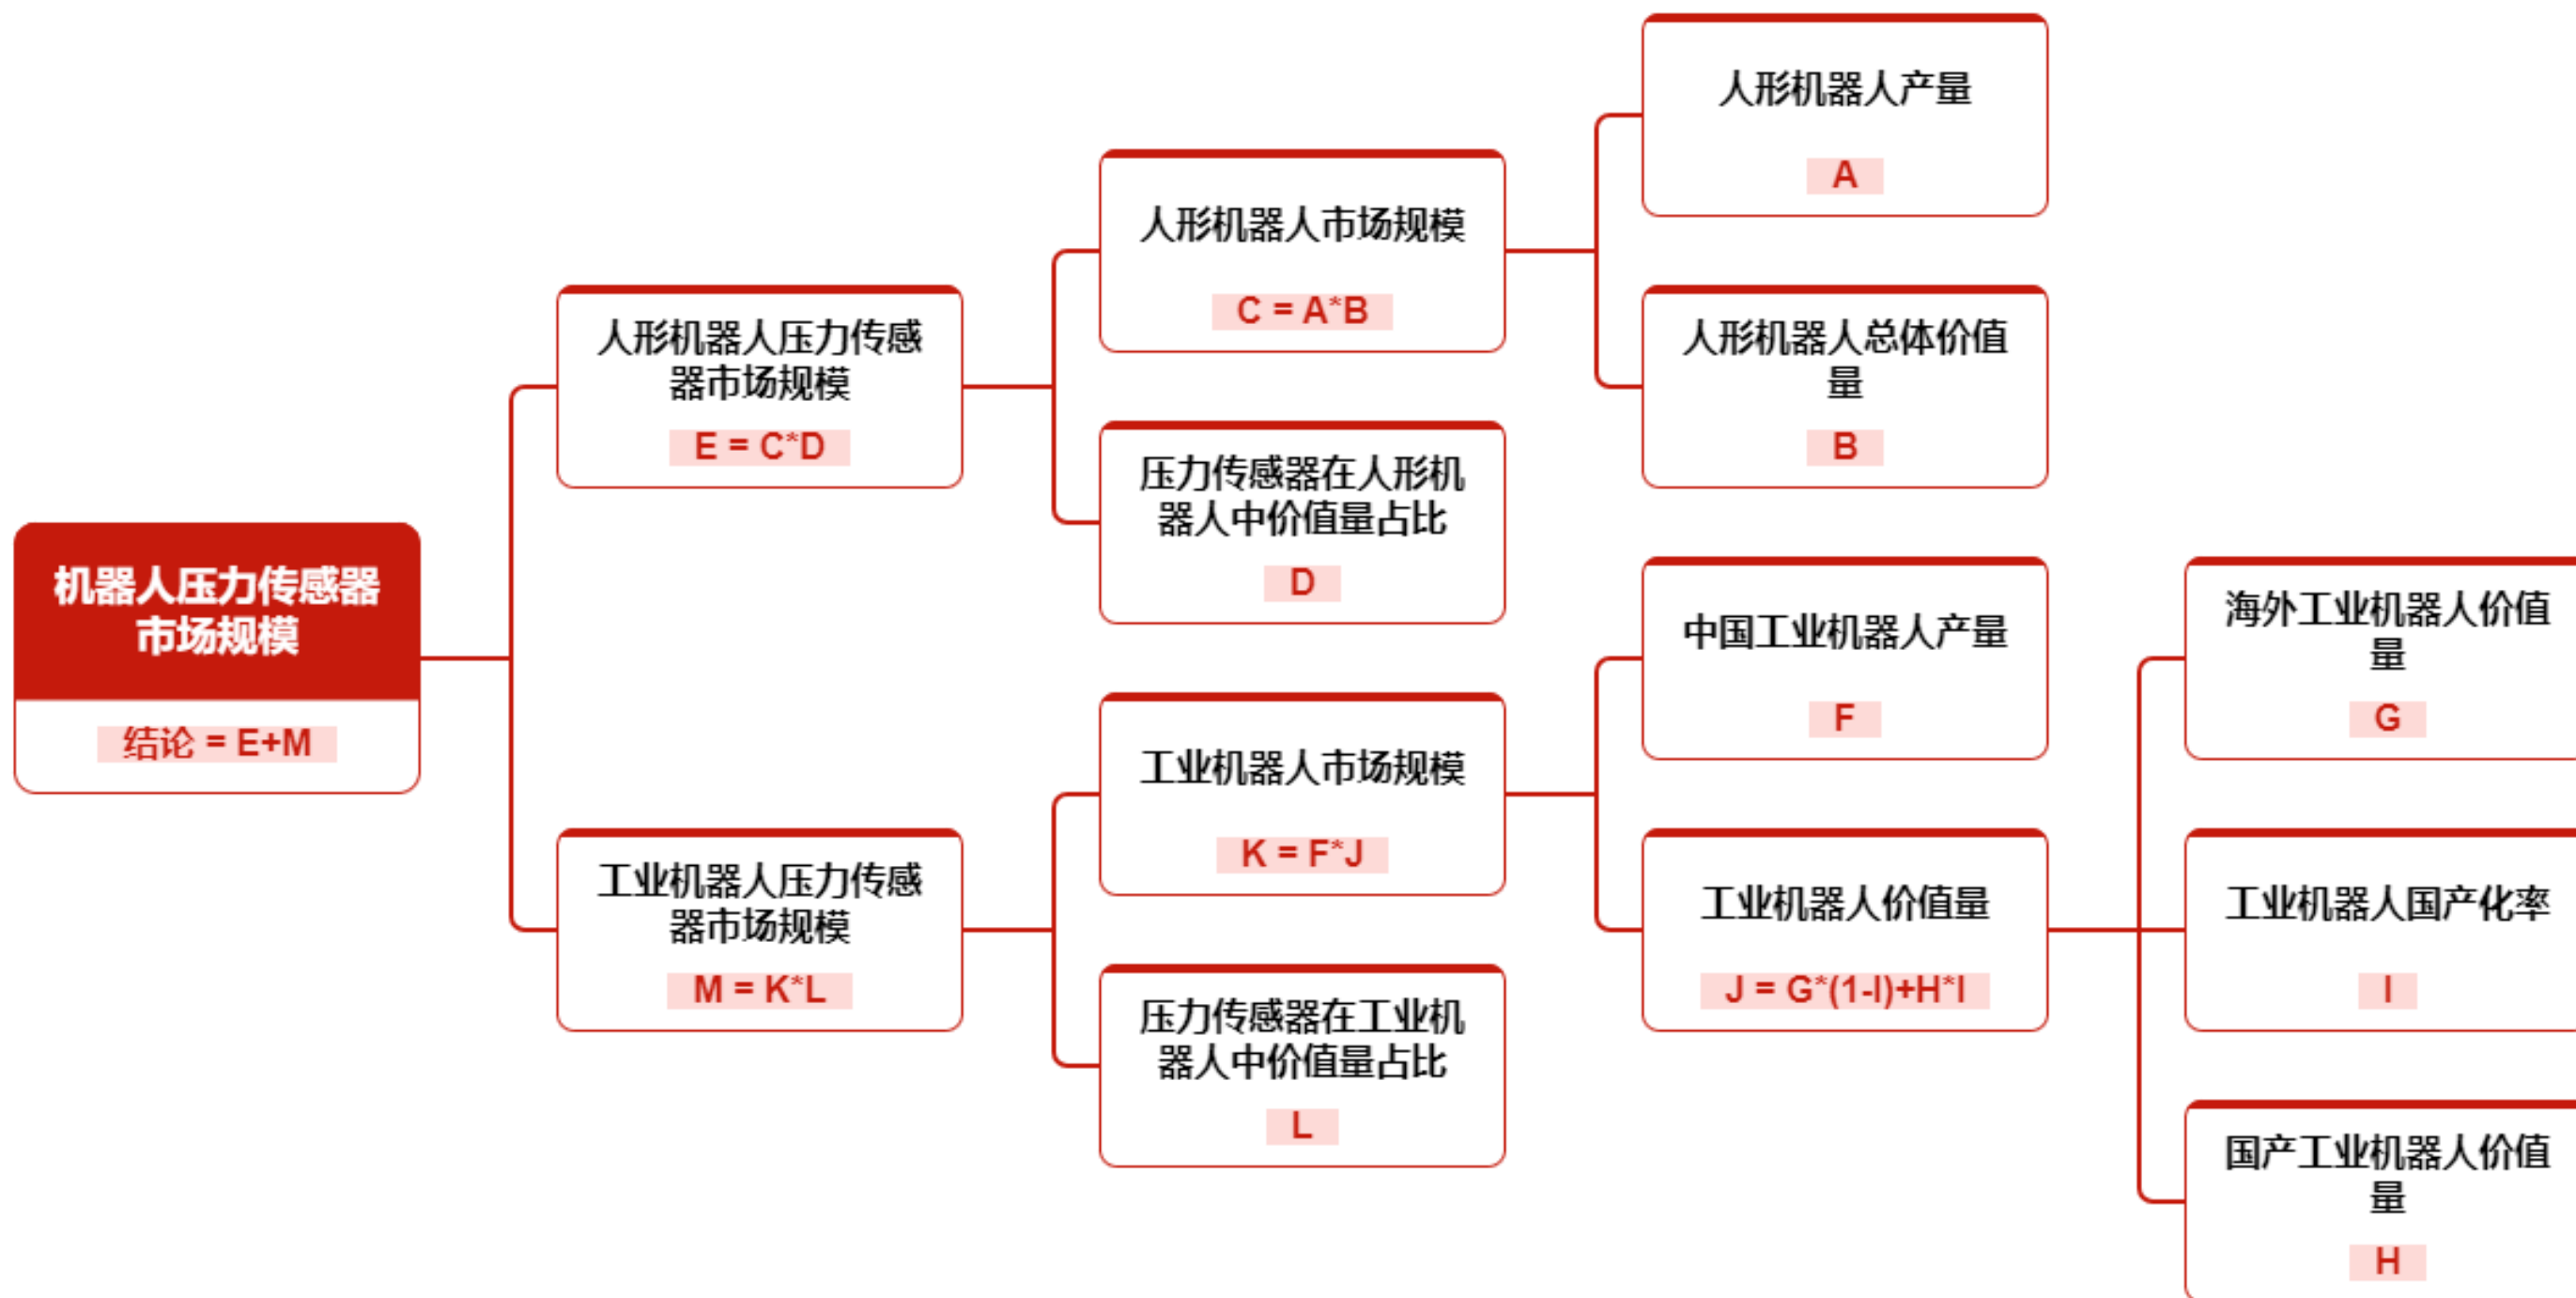 机器人压力传感器
市场规模
结论 = E+M
人形机器人压力传感
器市场规模
E = C*D
人形机器人市场规模
C = A*B
人形机器人产量
A
人形机器人总体价值
量
B
压力传感器在人形机
器人中价值量占比
D
工业机器人压力传感
器市场规模
M = K*L
工业机器人市场规模
K = F*J
中国工业机器人产量
F
工业机器人价值量
J = G*(1-I)+H*I
海外工业机器人价值
量
G
工业机器人国产化率
I
国产工业机器人价值
量
H
压力传感器在工业机
器人中价值量占比
L